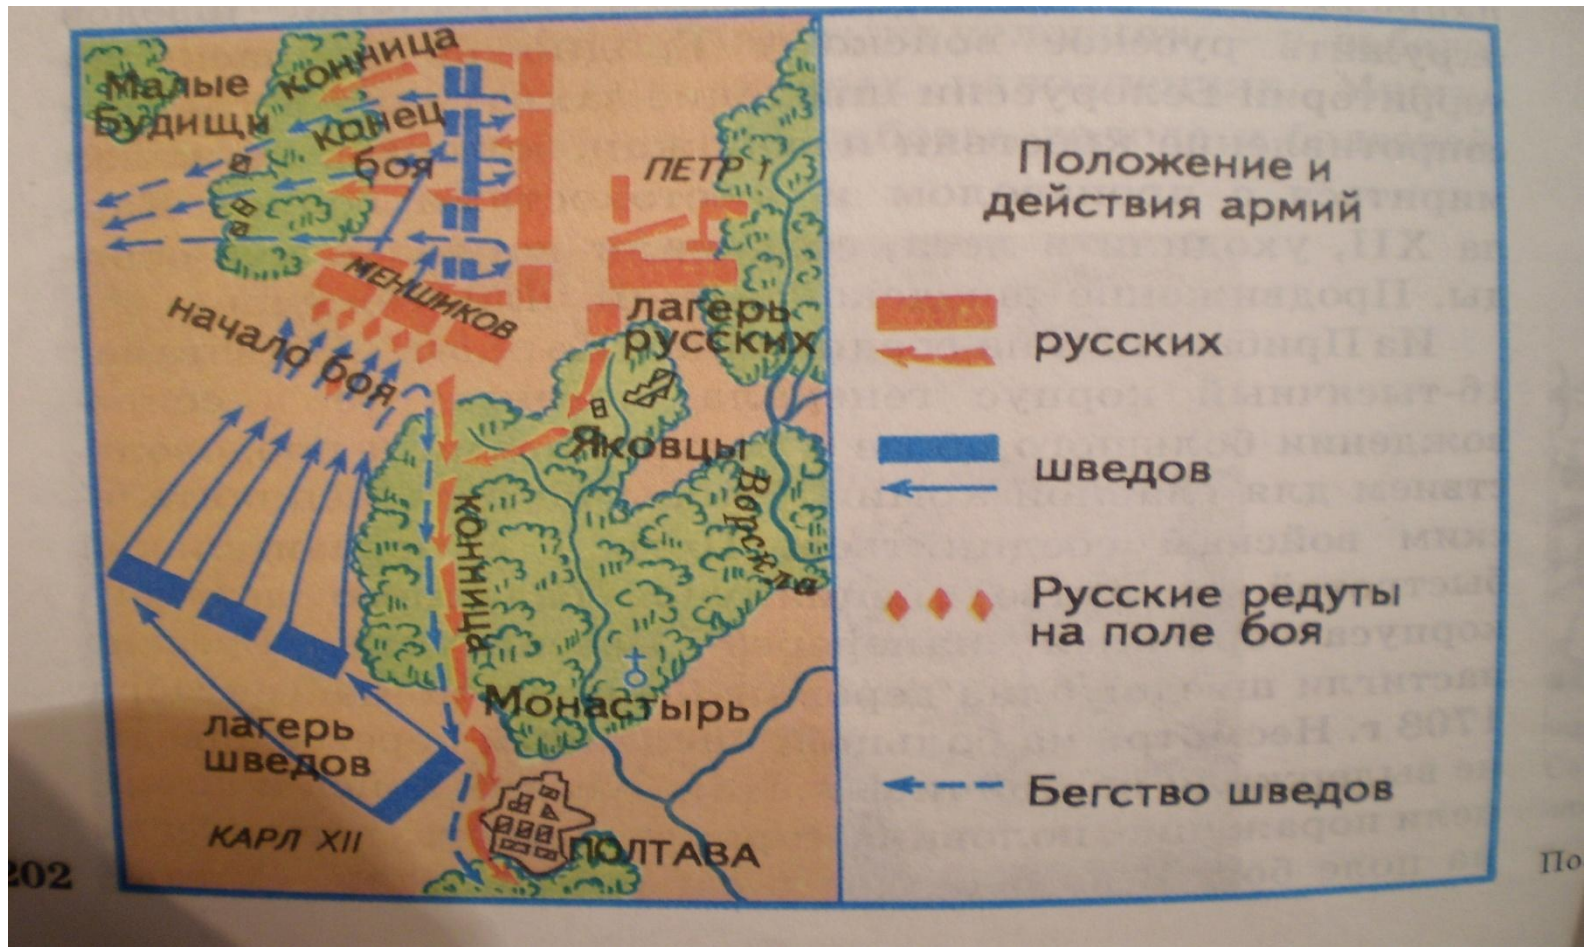 конница
Малые
Будищи
конец
боя
ПЕТР I
МЕНШИКОВ
лагерь
русских
начало боя
Яковцы
Ворскла
конница
Монастырь
лагерь
шведов
КАРЛ XII
ПОЛТАВА
Положение и
действия армий
русских
шведов
Русские редуты
на поле боя
Бегство шведов
202
По